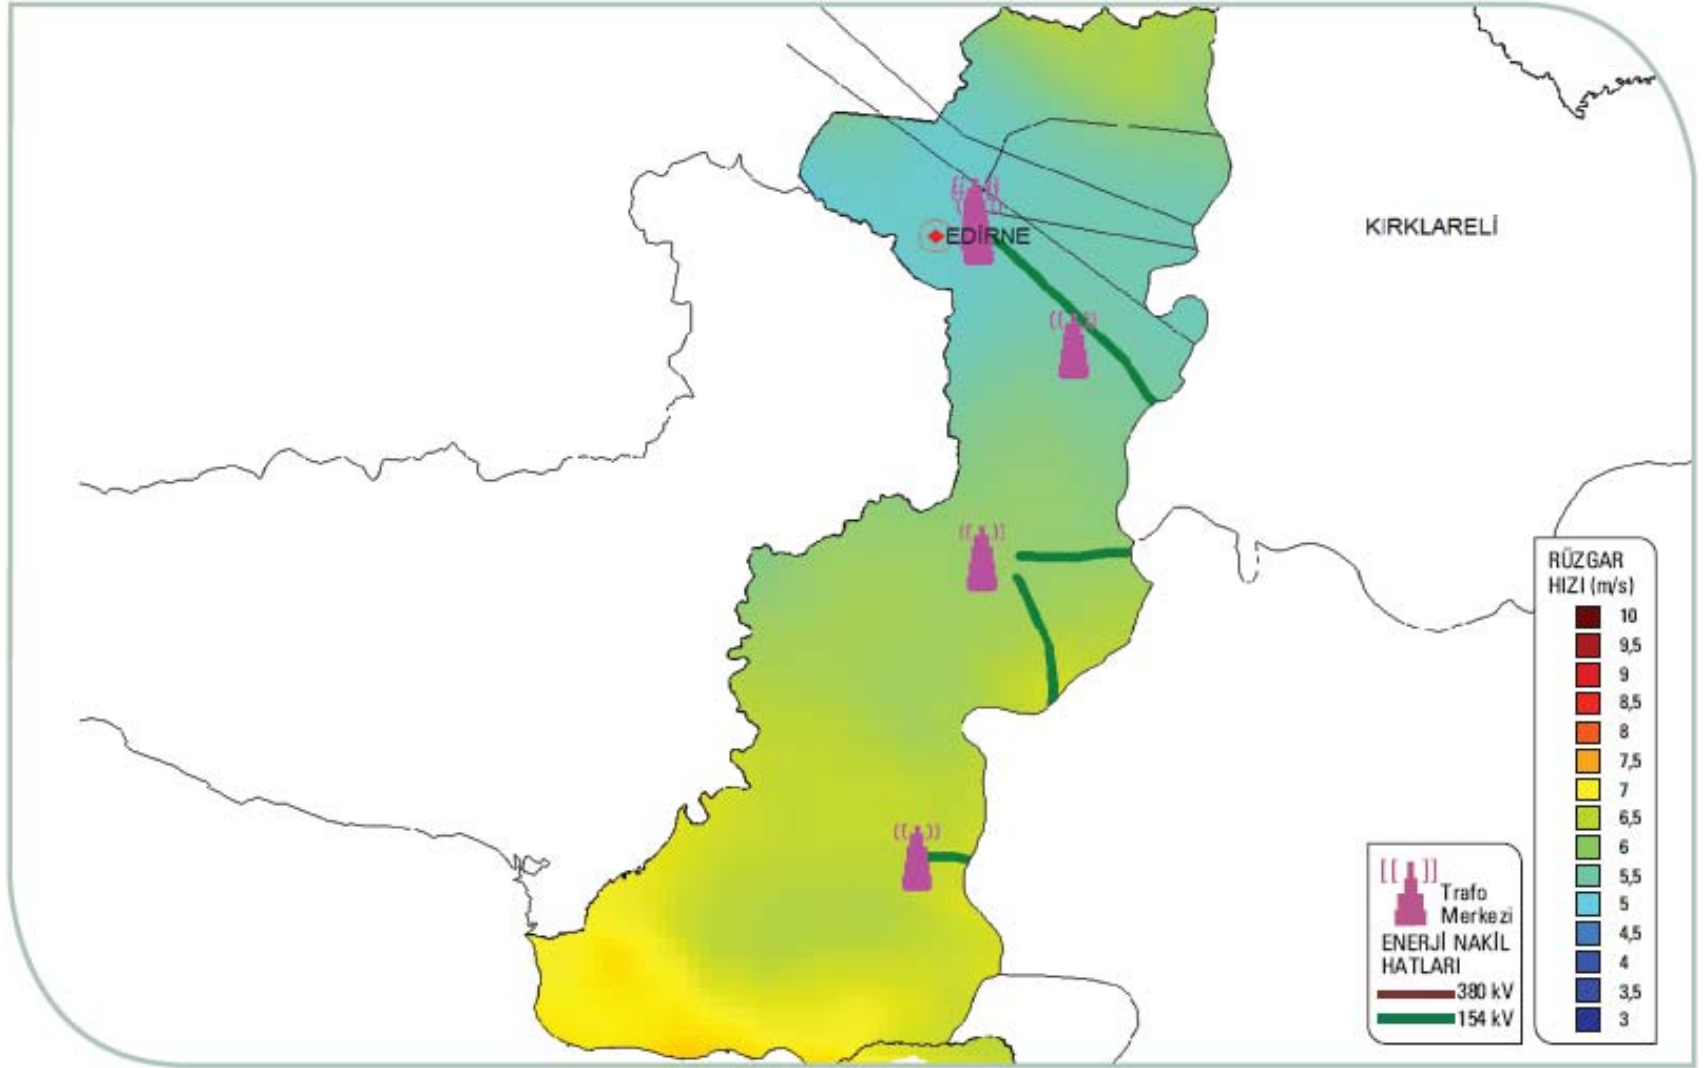 EDİRNE
KIRKLARELİ
RÜZGAR
HIZI (m/s)
10
9,5
9
8,5
8
7,5
7
6,5
6
5,5
5
4,5
4
3,5
3
Trafo
Merkezi
ENERJİ NAKİL
HATLARI
380 kV
154 kV